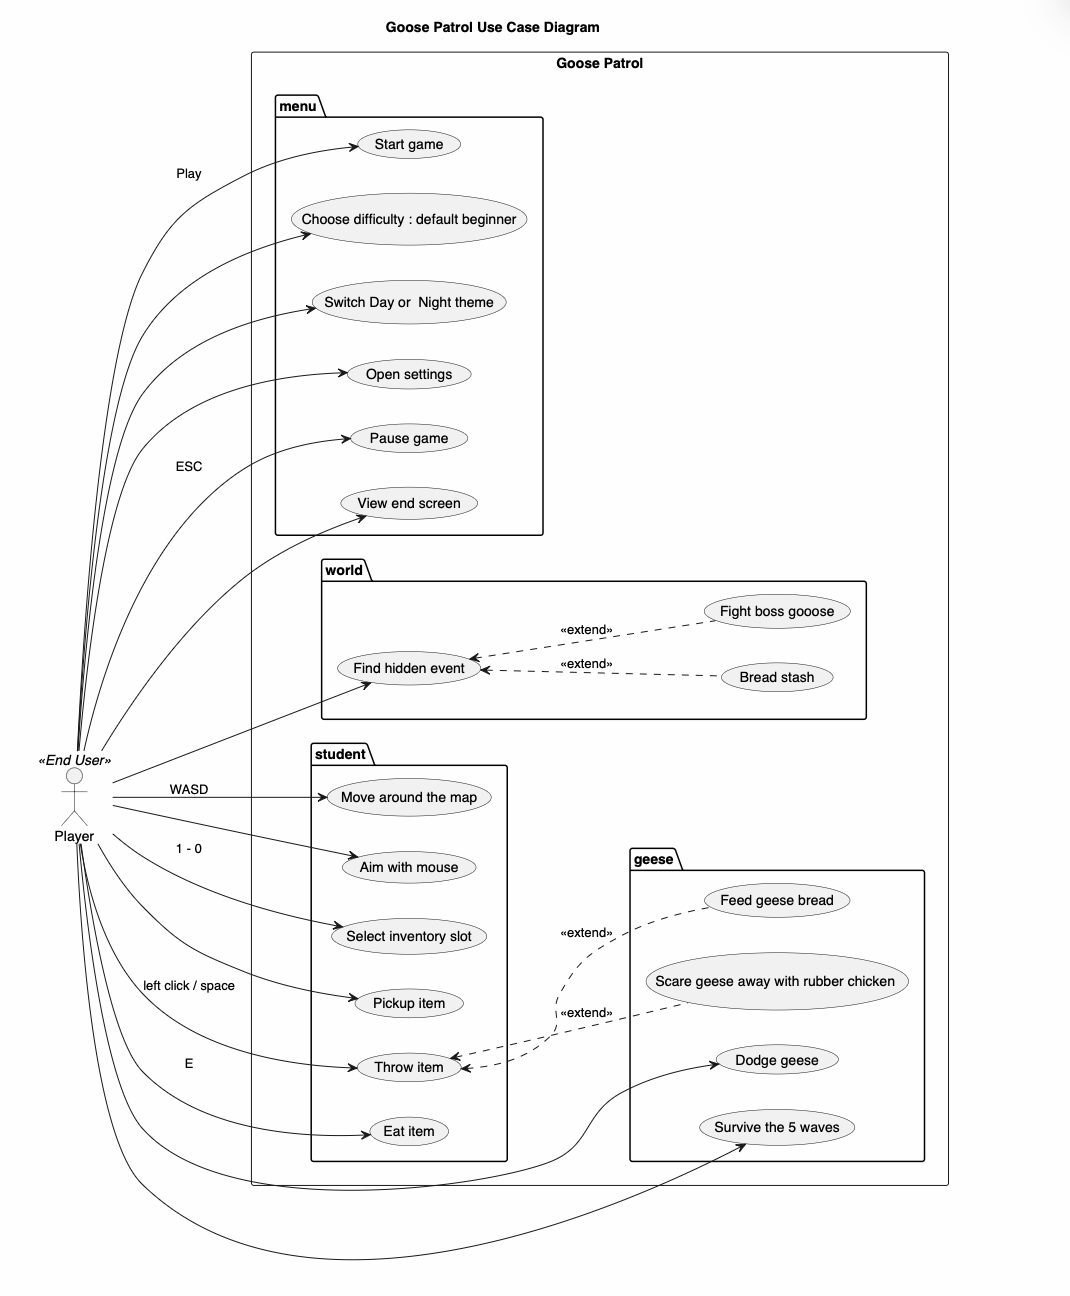 Goose Patrol Use Case Diagram
Goose Patrol
menu
Start game
Play
Choose difficulty : default beginner
Switch Day or  Night theme
Open settings
Pause game
ESC
View end screen
world
Fight boss gooose
«extend»
Find hidden event
«extend»
Bread stash
student
«End User»
Player
WASD
Move around the map
1 - 0
Aim with mouse
geese
Feed geese bread
«extend»
Select inventory slot
Scare geese away with rubber chicken
left click / space
Pickup item
«extend»
E
Throw item
Dodge geese
Eat item
Survive the 5 waves